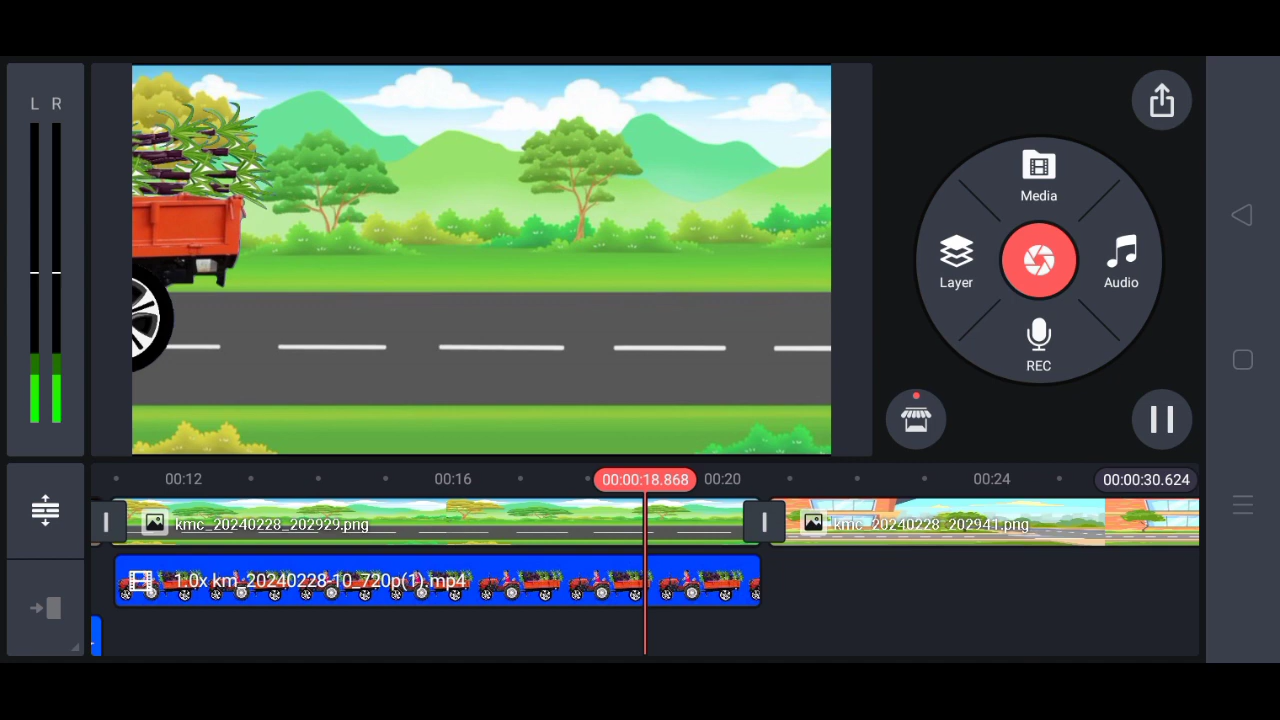 L R
Media
Layer
Audio
REC
00:12
00:16
00:00:18.868
00:20
00:24
00:00:30.624
kmc_20240228_202929.png
kmc_20240228_202941.png
1.0x km_20240228-10_720p(1).mp4